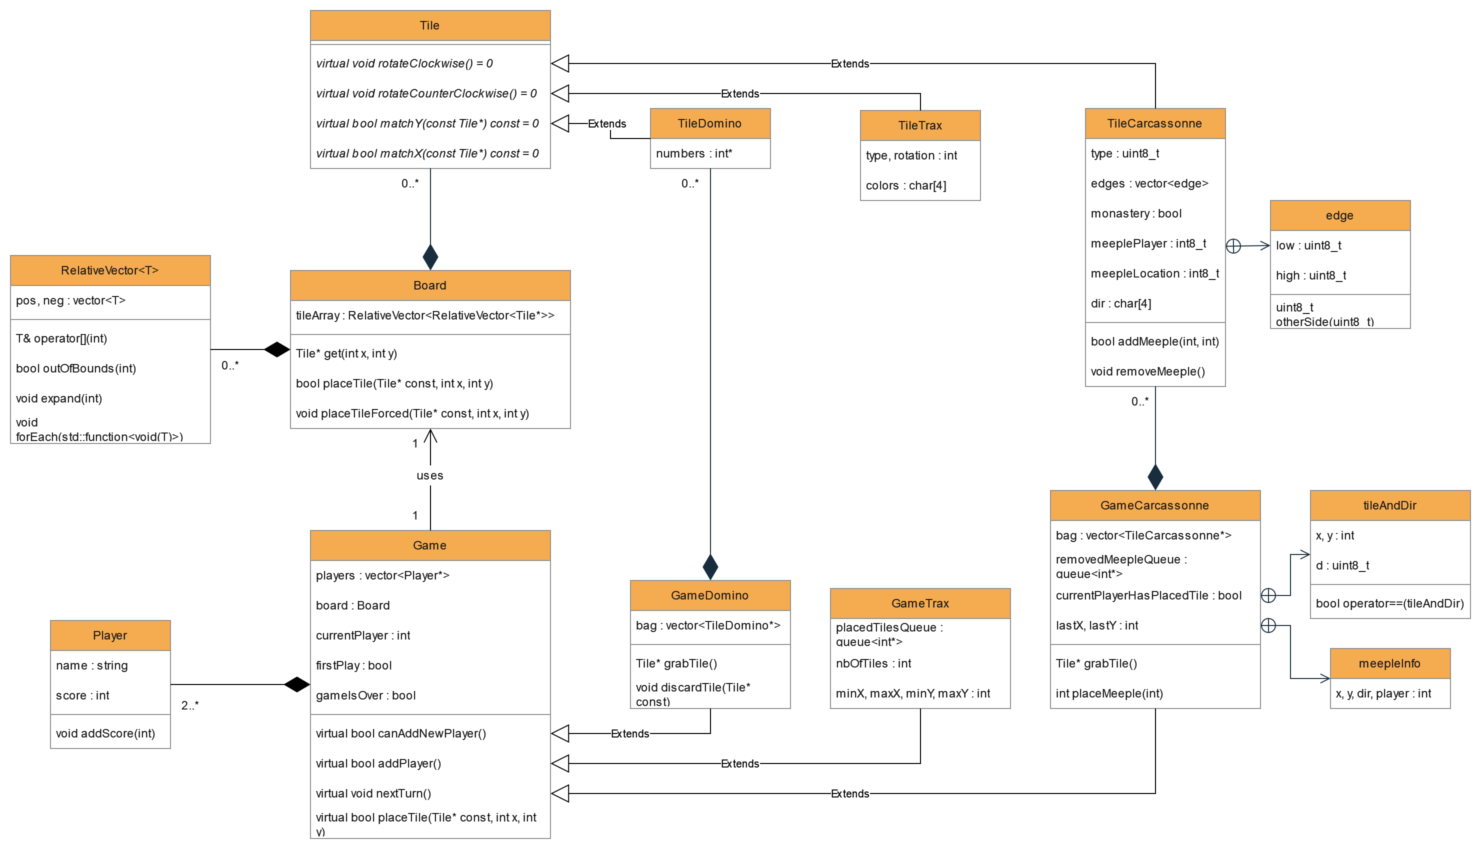 Tile
virtual void rotateClockwise() = 0
virtual void rotateCounterClockwise() = 0
virtual bool matchY(const Tile*) const = 0
virtual bool matchX(const Tile*) const = 0
Extends
Extends
Extends
TileDomino
numbers : int*
TileTrax
type, rotation : int
colors : char[4]
TileCarcassonne
type : uint8_t
edges : vector<edge>
monastery : bool
meeplePlayer : int8_t
meepleLocation : int8_t
dir : char[4]
bool addMeeple(int, int)
void removeMeeple()
edge
low : uint8_t
high : uint8_t
uint8_t
otherSide(uint8_t)
0..*
0..*
0..*
RelativeVector<T>
pos, neg : vector<T>
T& operator[](int)
bool outOfBounds(int)
void expand(int)
void
forEach(std::function<void(T)>)
0..*
Board
tileArray : RelativeVector<RelativeVector<Tile*>>
Tile* get(int x, int y)
bool placeTile(Tile* const, int x, int y)
void placeTileForced(Tile* const, int x, int y)
1
uses
1
Game
players : vector<Player*>
board : Board
currentPlayer : int
firstPlay : bool
gameIsOver : bool
virtual bool canAddNewPlayer()
virtual bool addPlayer()
virtual void nextTurn()
virtual bool placeTile(Tile* const, int x, int
y)
Player
name : string
score : int
void addScore(int)
2..*
GameDomino
bag : vector<TileDomino*>
Tile* grabTile()
void discardTile(Tile*
const)
GameTrax
placedTilesQueue :
queue<int*>
nbOfTiles : int
minX, maxX, minY, maxY : int
GameCarcassonne
bag : vector<TileCarcassonne*>
removedMeepleQueue :
queue<int*>
currentPlayerHasPlacedTile : bool
lastX, lastY : int
Tile* grabTile()
int placeMeeple(int)
tileAndDir
x, y : int
d : uint8_t
bool operator==(tileAndDir)
meepleInfo
x, y, dir, player : int
Extends
Extends
Extends